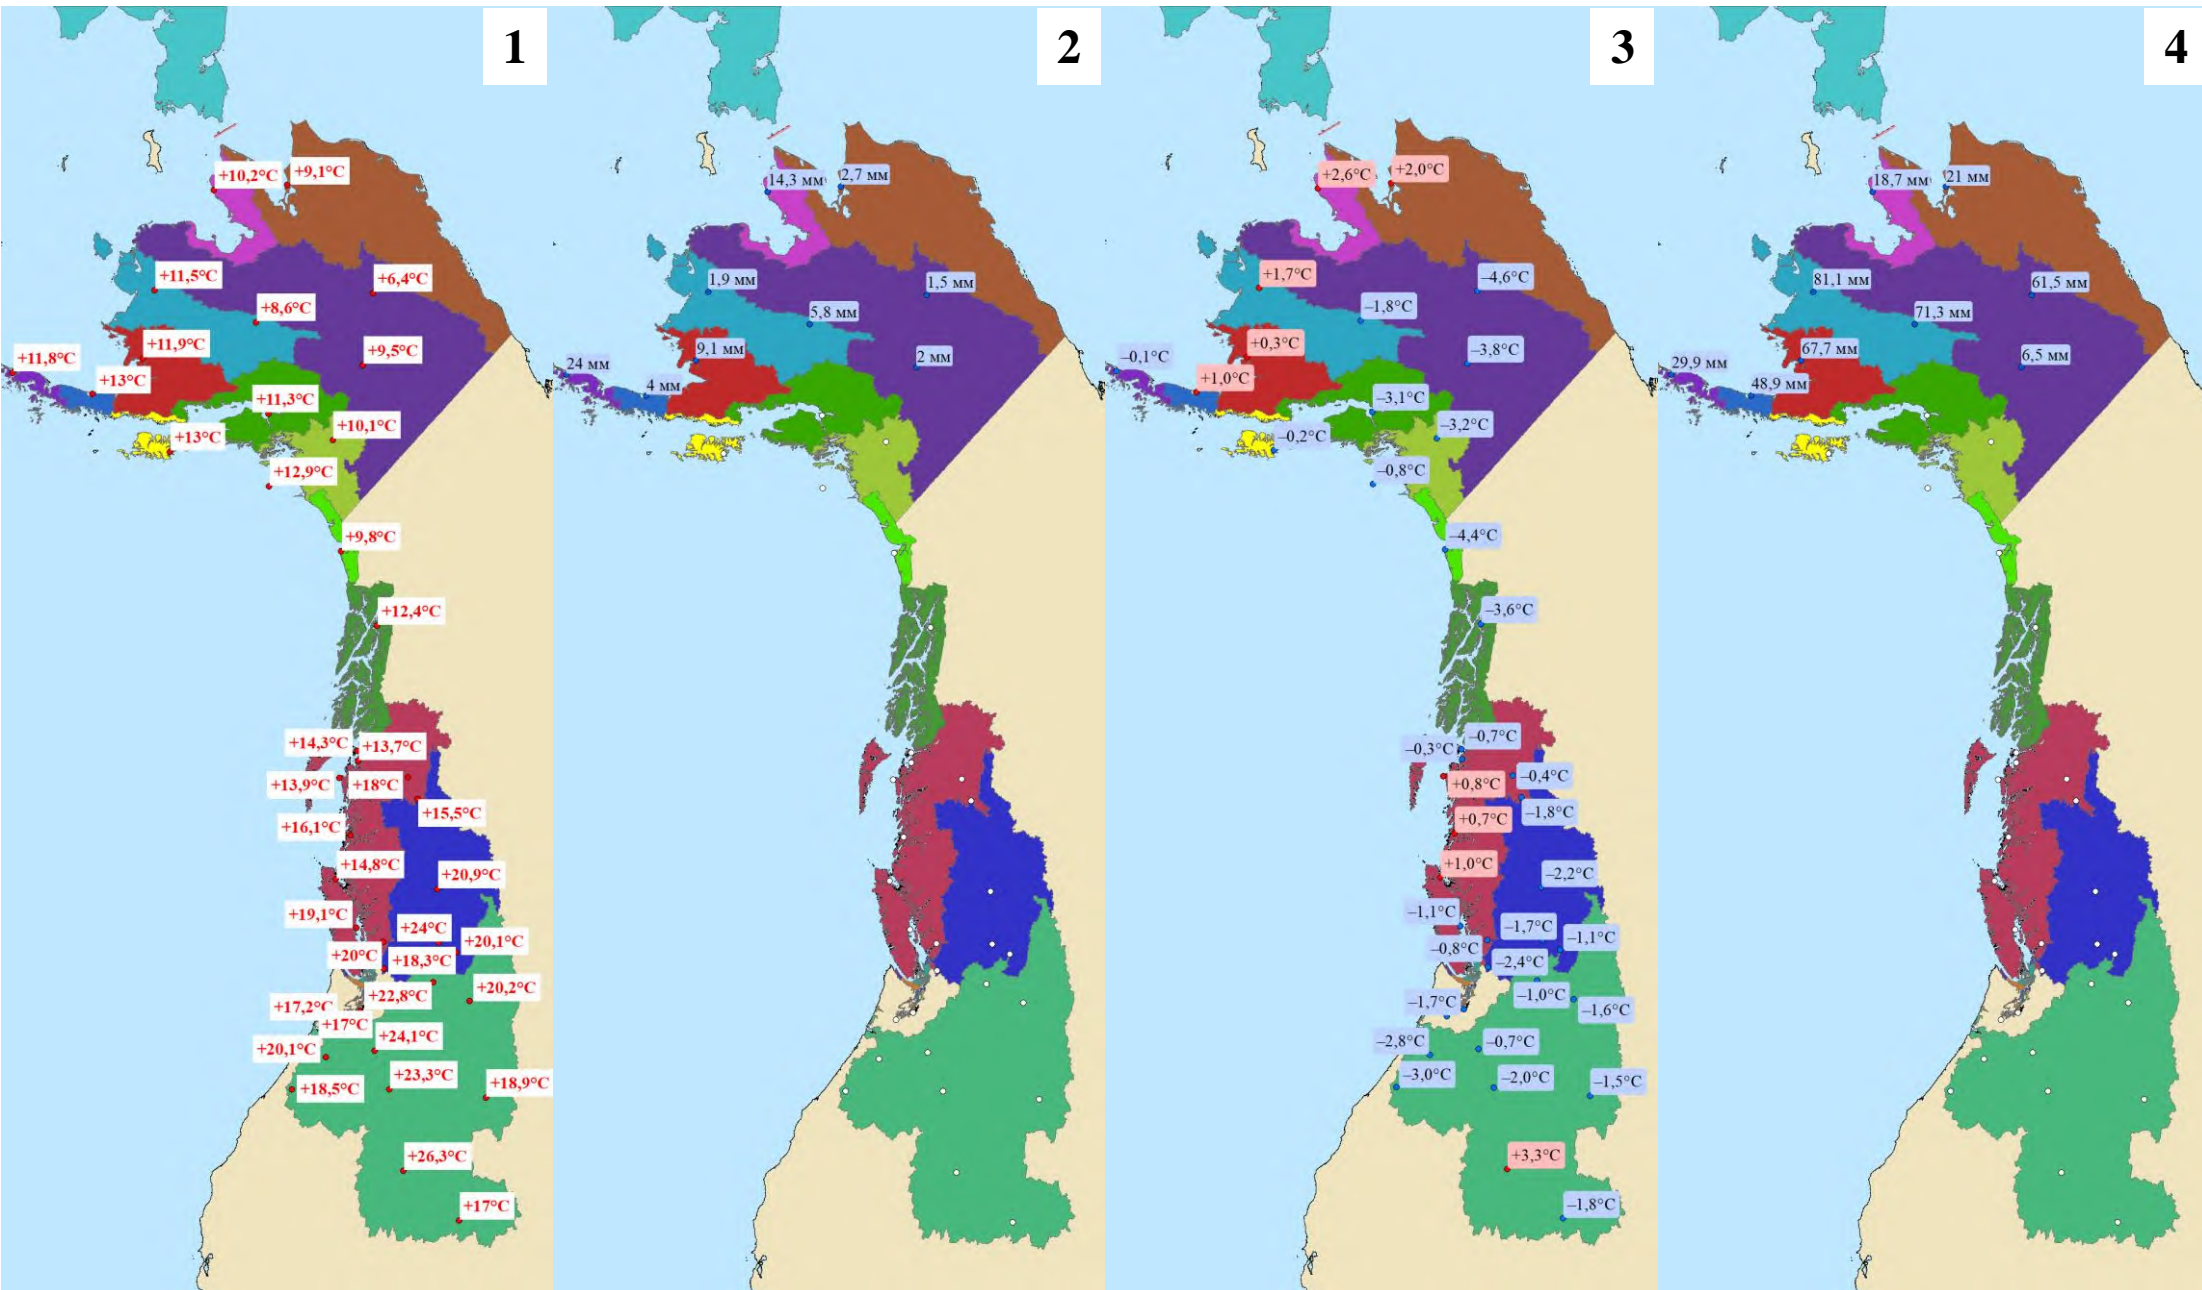 1
+10,2°C
+9,1°C
+11,5°C
+6,4°C
+8,6°C
+11,9°C
+9,5°C
+11,8°C
+13°C
+11,3°C
+10,1°C
+13°C
+12,9°C
+9,8°C
+12,4°C
+14,3°C
+13,7°C
+13,9°C
+18°C
+15,5°C
+16,1°C
+14,8°C
+20,9°C
+19,1°C
+24°C
+20,1°C
+20°C
+18,3°C
+20,2°C
+22,8°C
+17,2°C
+17°C
+24,1°C
+20,1°C
+23,3°C
+18,5°C
+18,9°C
+26,3°C
+17°C
2
14,3 мм
2,7 мм
1,9 мм
1,5 мм
5,8 мм
9,1 мм
2 мм
24 мм
4 мм
3
+2,6°C
+2,0°C
+1,7°C
–4,6°C
–1,8°C
+0,3°C
–3,8°C
–0,1°C
+1,0°C
–3,1°C
–3,2°C
–0,2°C
–0,8°C
–4,4°C
–3,6°C
–0,7°C
–0,3°C
–0,4°C
+0,8°C
–1,8°C
+0,7°C
+1,0°C
–2,2°C
–1,1°C
–1,7°C
–1,1°C
–0,8°C
–2,4°C
–1,0°C
–1,7°C
–1,6°C
–2,8°C
–0,7°C
–3,0°C
–2,0°C
–1,5°C
+3,3°C
–1,8°C
4
18,7 мм
21 мм
81,1 мм
61,5 мм
71,3 мм
67,7 мм
6,5 мм
29,9 мм
48,9 мм